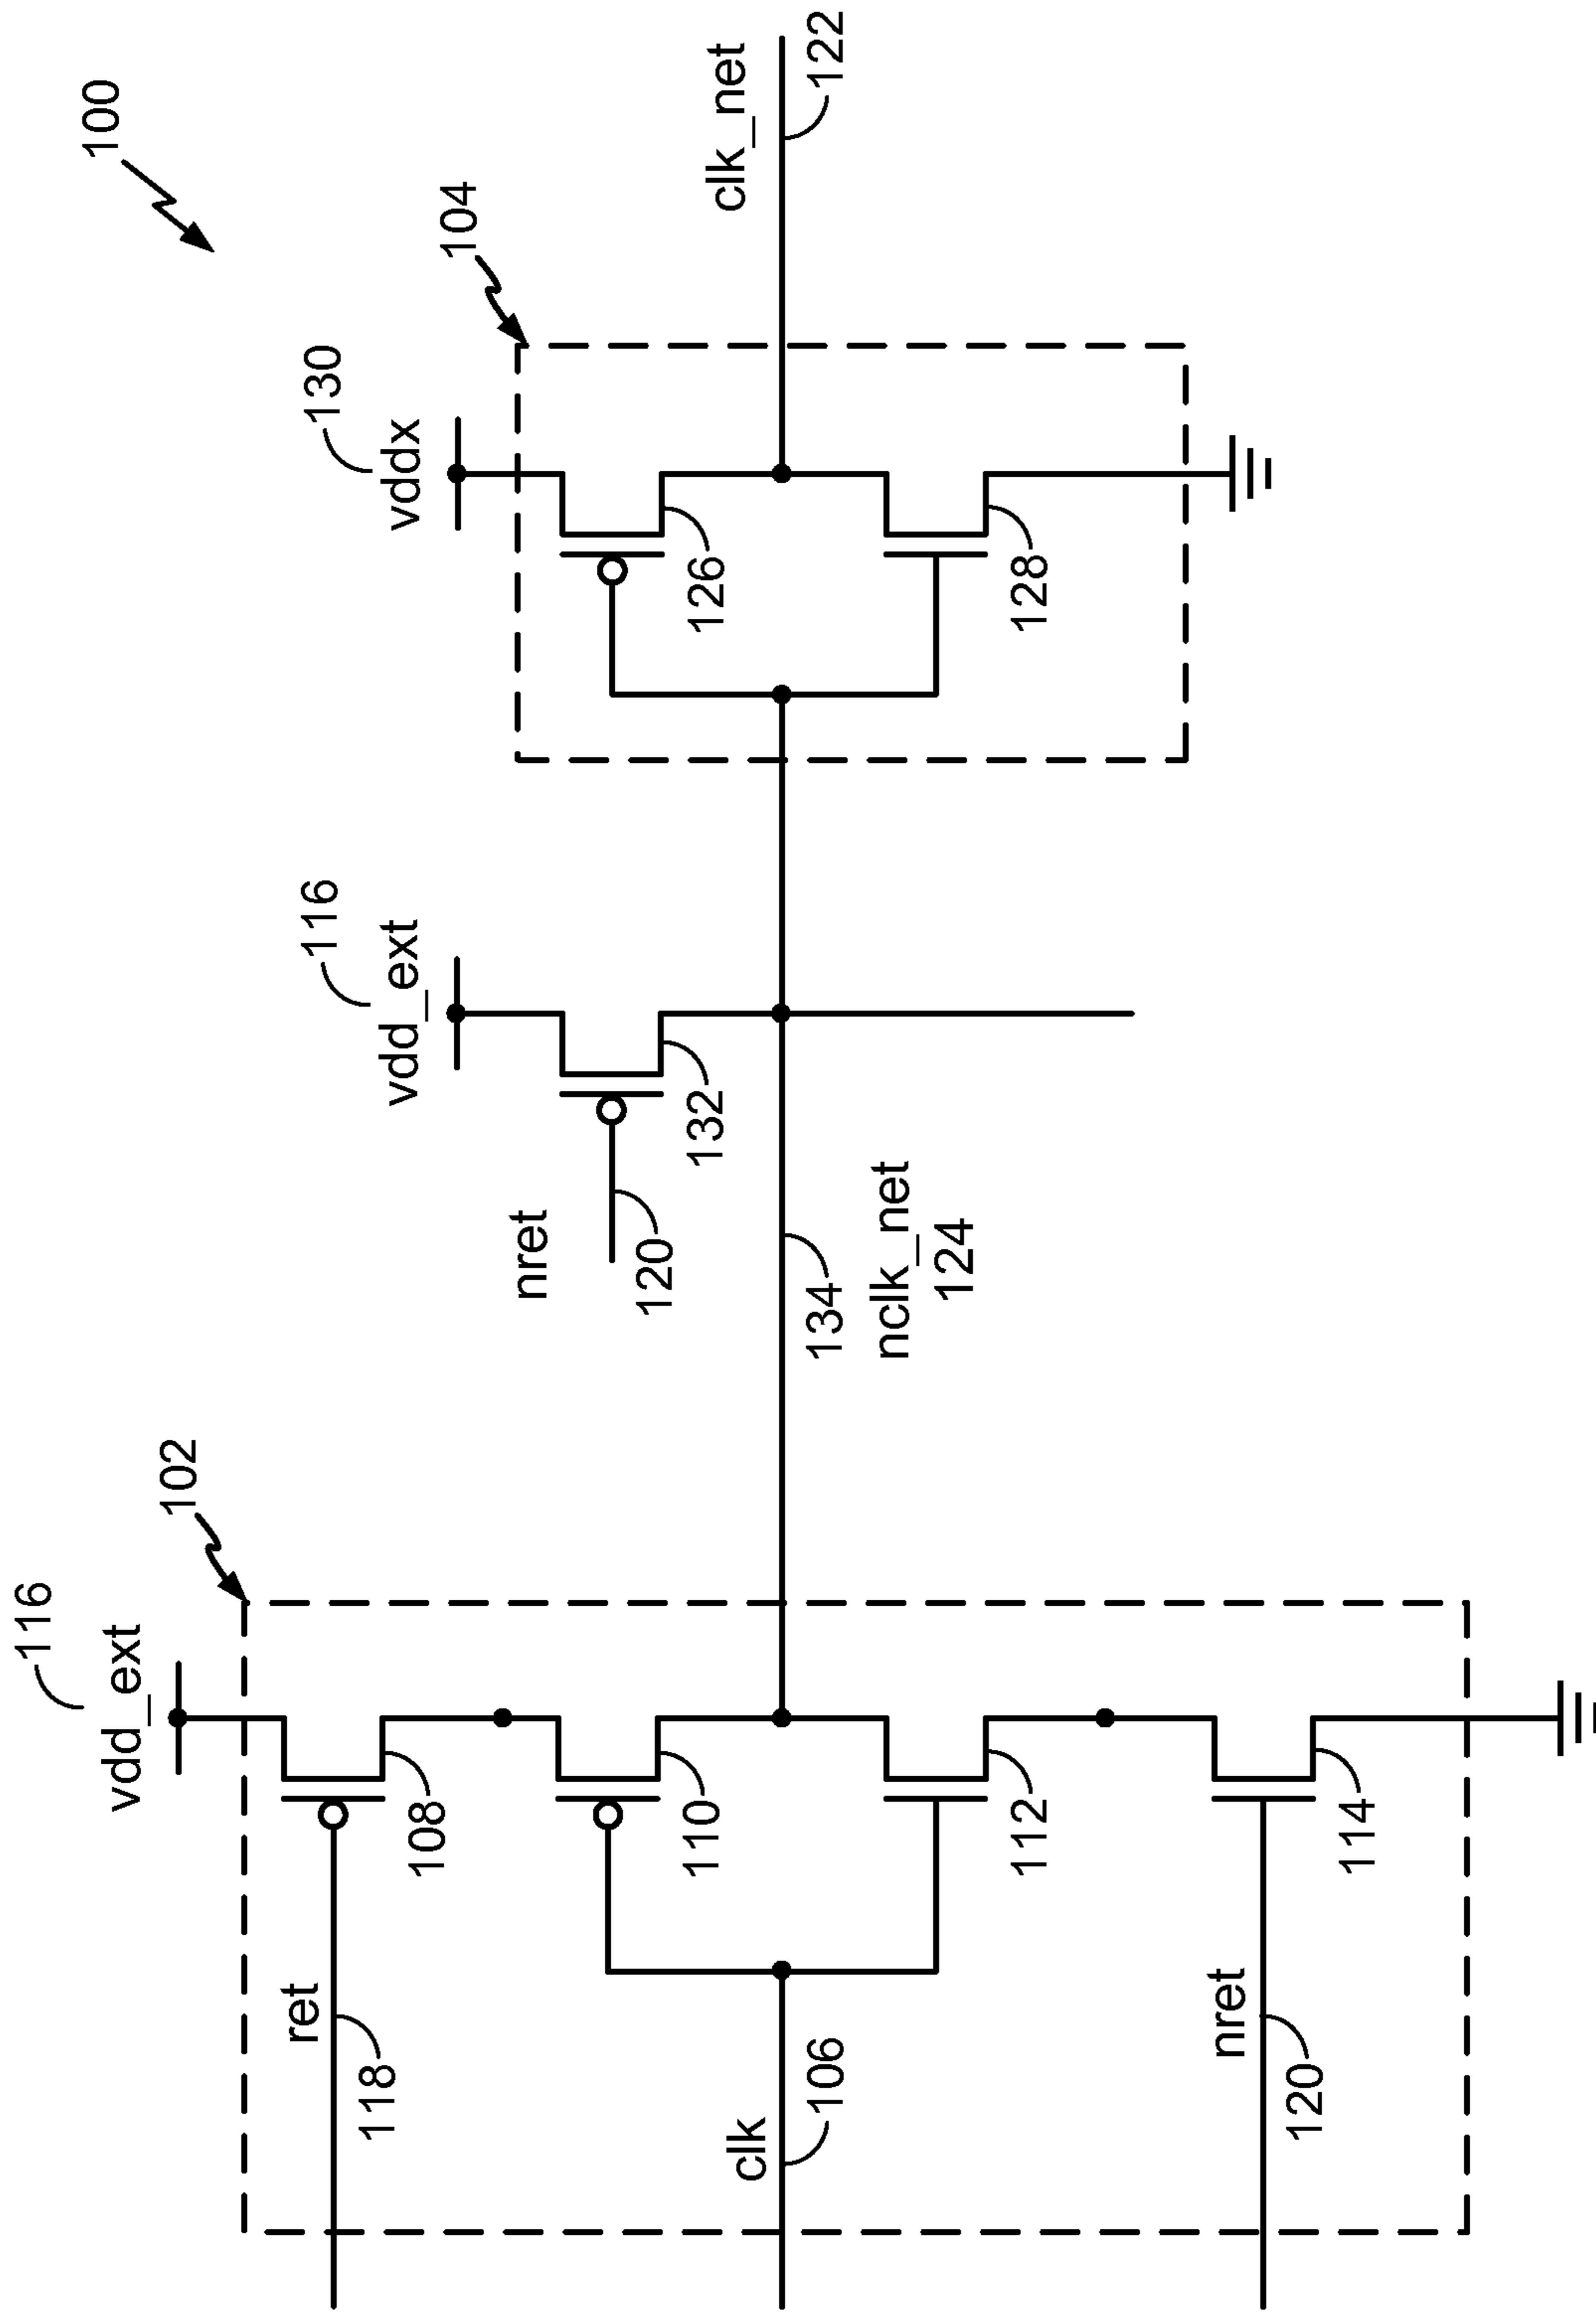 100
116
vdd_ext
102
ret
118
108
110
clk
106
112
nret
120
114
116
vdd_ext
nret
120
132
134
nclk_net
124
130
vddx
104
126
128
clk_net
122